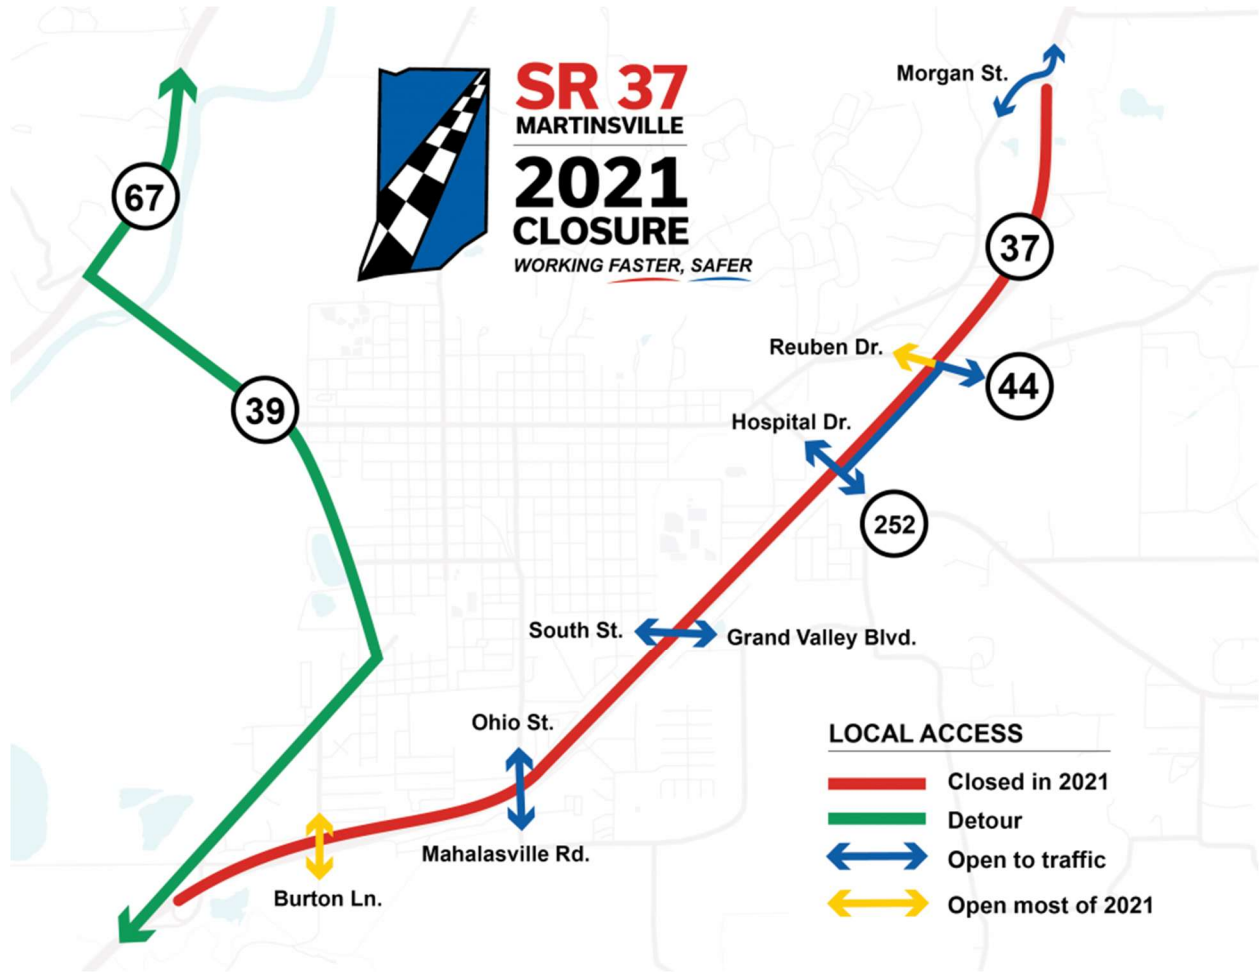 SR 37
MARTINSVILLE
2021
CLOSURE
WORKING FASTER, SAFER
Morgan St.
67
37
Reuben Dr.
44
39
Hospital Dr.
252
South St.
Grand Valley Blvd.
Ohio St.
Mahalasville Rd.
Burton Ln.
LOCAL ACCESS
Closed in 2021
Detour
Open to traffic
Open most of 2021